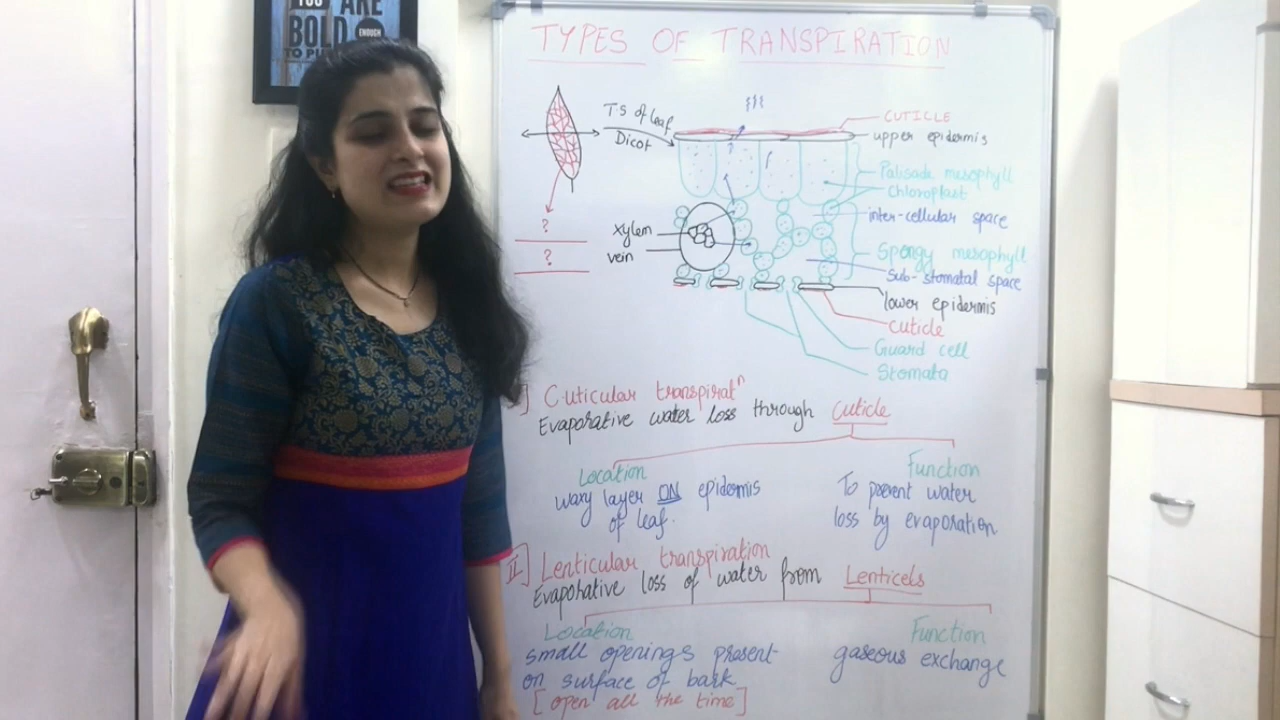 YOU ARE
BOLD ENOUGH
TYPES OF TRANSPIRATION
TS of leaf
Dicot
CUTICLE
upper epidermis
Palisade mesophyll
Chloroplast
inter-cellular space
Spongy mesophyll
Sub-stomatal space
lower epidermis
cuticle
Guard cell
Stomata
?
?
xylem
vein
] Cuticular transpiratⁿ
Evaporative water loss through cuticle
Location
waxy layer ON epidermis
of leaf.
Function
To prevent water
loss by evaporation
II] Lenticular transpiration
Evaporative loss of water from Lenticels
Location
small openings present
on surface of bark
[open all the time]
Function
gaseous exchange